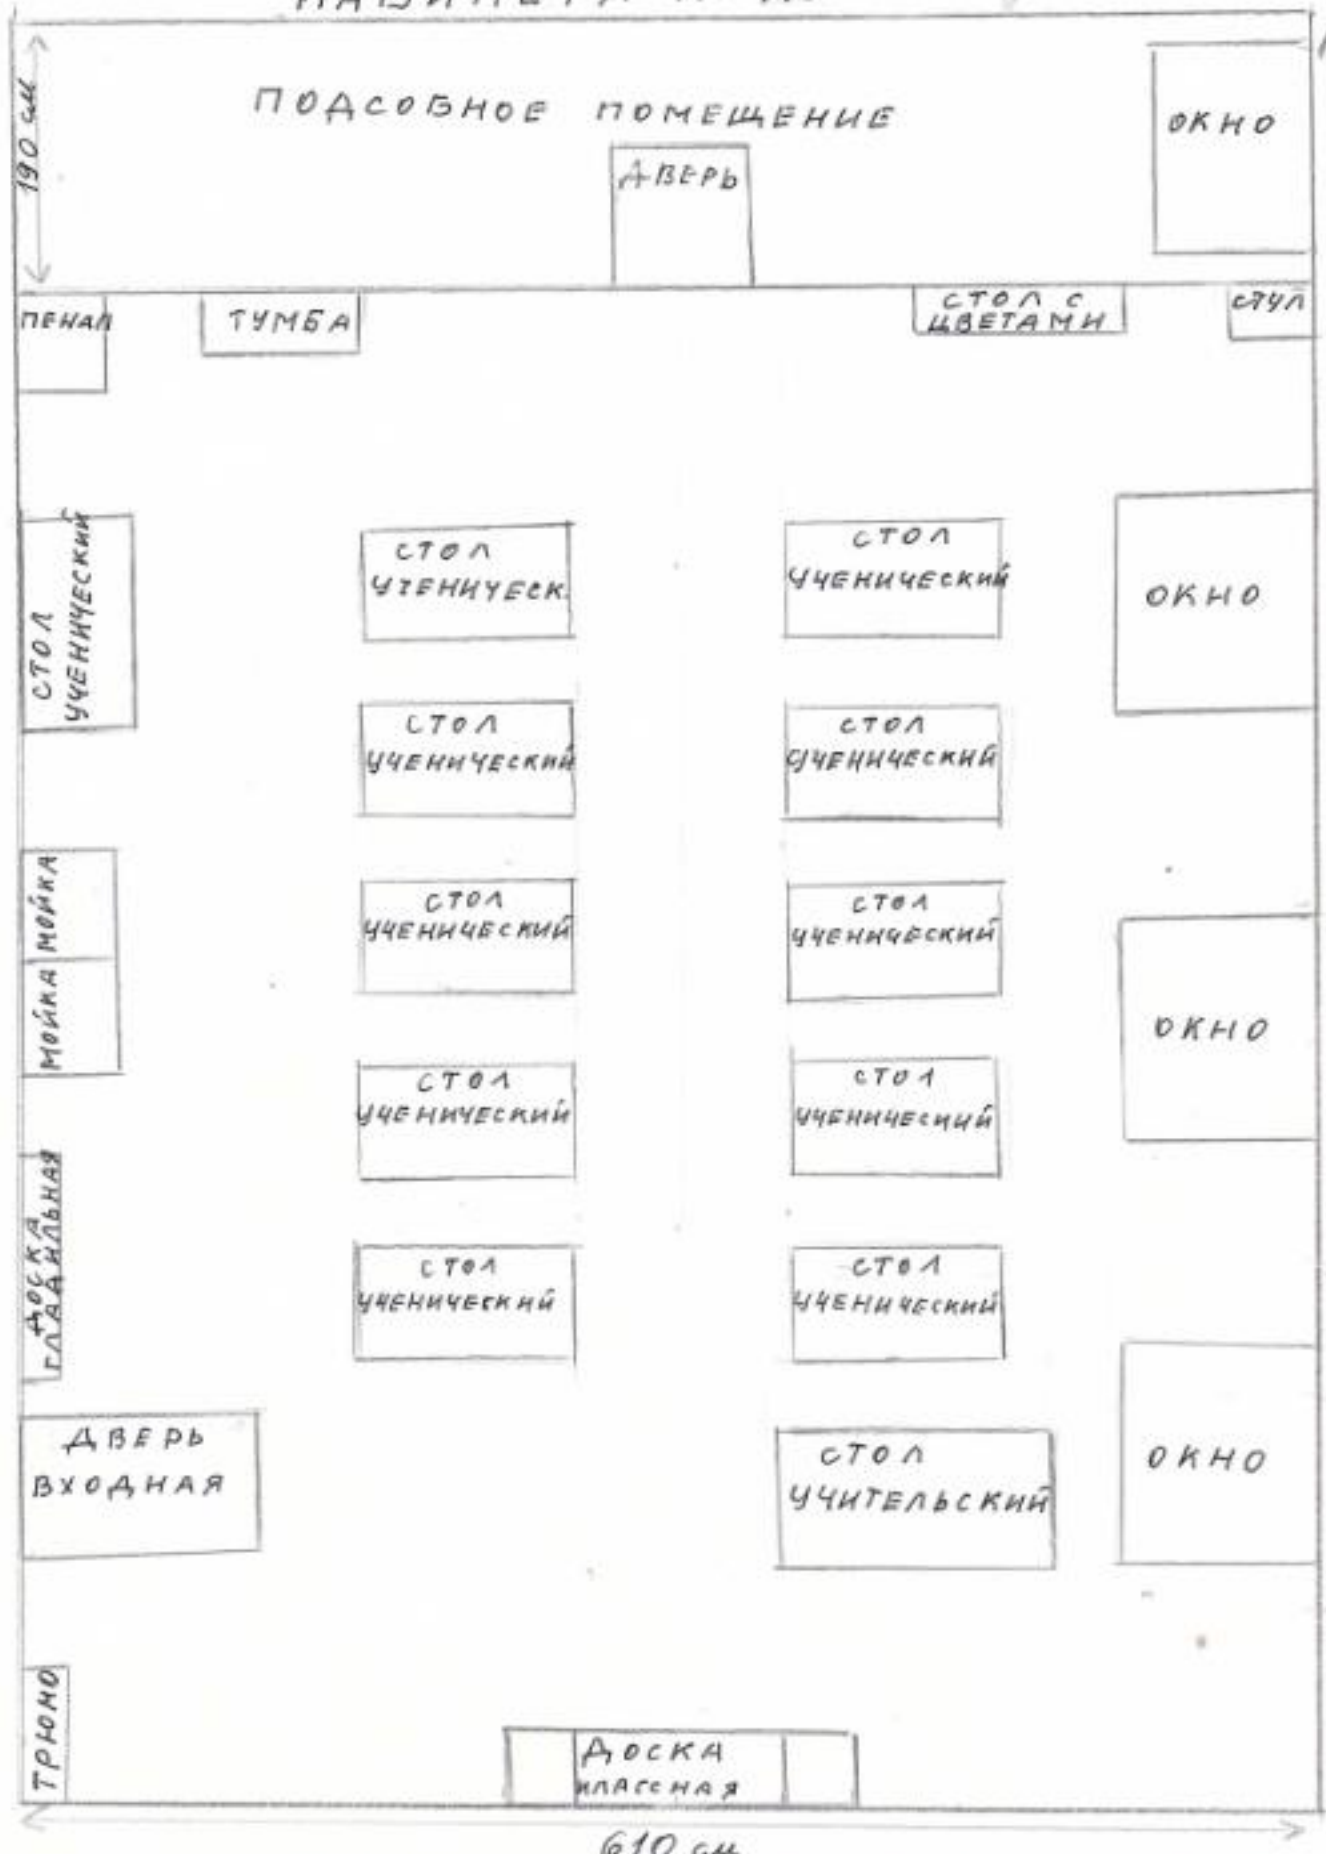 190 см
ПОДСОБНОЕ ПОМЕЩЕНИЕ
ДВЕРЬ
ОКНО
ПЕНАЛ
ТУМБА
СТОЛ С
ЦВЕТАМИ
СТУЛ
СТОЛ
УЧЕНИЧЕСКИЙ
СТОЛ
УЧЕНИЧЕСК.
СТОЛ
УЧЕНИЧЕСКИЙ
ОКНО
СТОЛ
УЧЕНИЧЕСКИЙ
СТОЛ
УЧЕНИЧЕСКИЙ
МОЙКА
МОЙКА
СТОЛ
УЧЕНИЧЕСКИЙ
СТОЛ
УЧЕНИЧЕСКИЙ
ОКНО
СТОЛ
УЧЕНИЧЕСКИЙ
СТОЛ
УЧЕНИЧЕСКИЙ
ДОСКА
ГЛАДИЛЬНАЯ
СТОЛ
УЧЕНИЧЕСКИЙ
СТОЛ
УЧЕНИЧЕСКИЙ
ДВЕРЬ
ВХОДНАЯ
СТОЛ
УЧИТЕЛЬСКИЙ
ОКНО
ТРЮМО
ДОСКА
КЛАССНАЯ
610 см